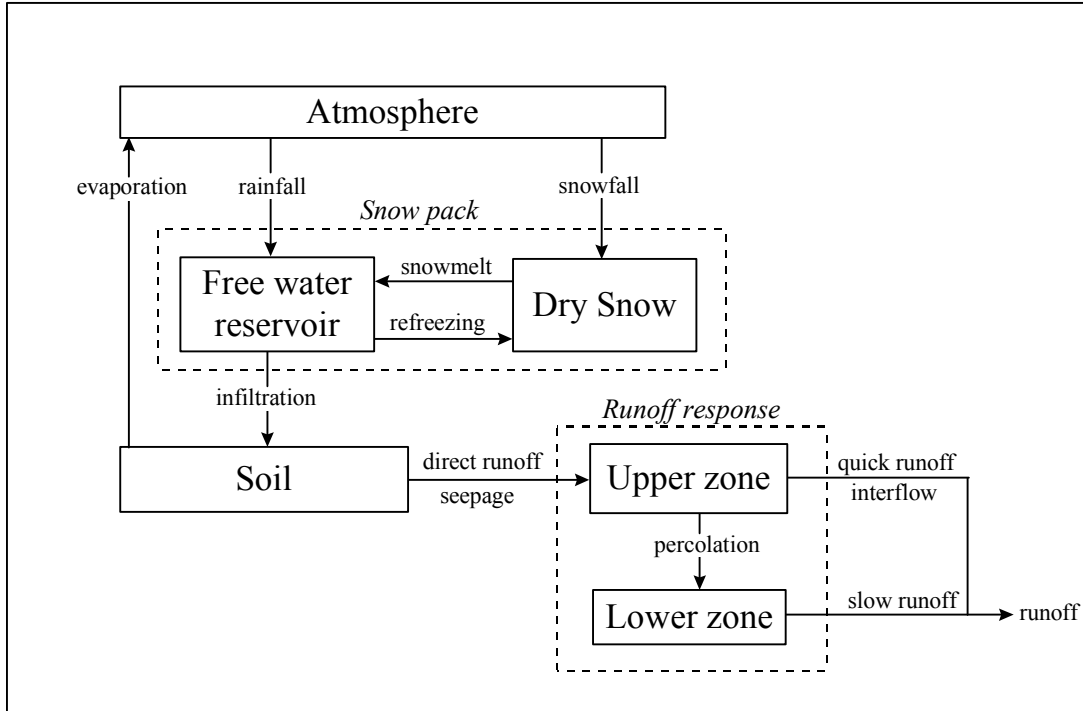 Atmosphere
evaporation
rainfall
snowfall
Snow pack
Free water
reservoir
snowmelt
refreezing
Dry Snow
infiltration
Runoff response
Soil
direct runoff
seepage
Upper zone
quick runoff
interflow
percolation
Lower zone
slow runoff
runoff